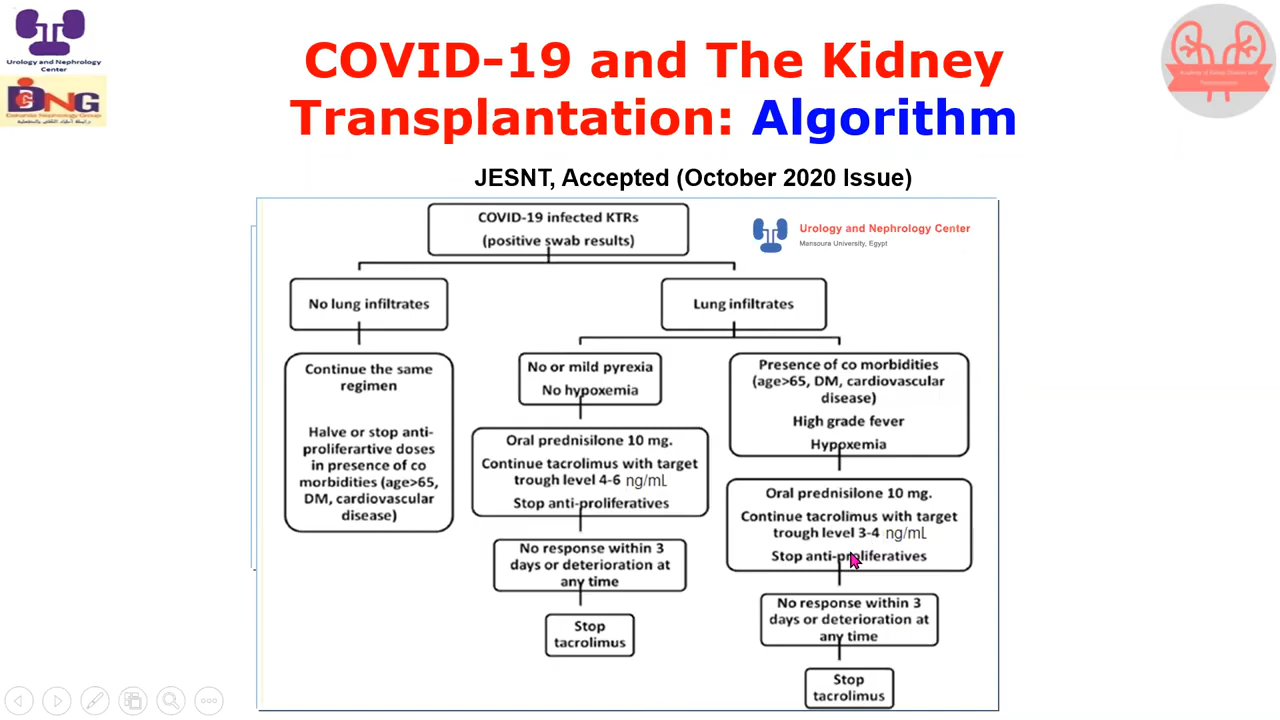 Urology and Nephrology
Center
DNG
Dakahlia Nephrology Group
COVID-19 and The Kidney
Transplantation: Algorithm
JESNT, Accepted (October 2020 Issue)
COVID-19 infected KTRs
(positive swab results)
Urology and Nephrology Center
Mansoura University, Egypt
No lung infiltrates
Lung infiltrates
Continue the same
regimen
Halve or stop anti-
proliferartive doses
in presence of co
morbidities (age>65,
DM, cardiovascular
disease)
No or mild pyrexia
No hypoxemia
Oral prednisilone 10 mg.
Continue tacrolimus with target
trough level 4-6 ng/mL
Stop anti-proliferatives
No response within 3
days or deterioration at
any time
Stop
tacrolimus
Presence of co morbidities
(age>65, DM, cardiovascular
disease)
High grade fever
Hypoxemia
Oral prednisilone 10 mg.
Continue tacrolimus with target
trough level 3-4 ng/mL
Stop anti-proliferatives
No response within 3
days or deterioration at
any time
Stop
tacrolimus